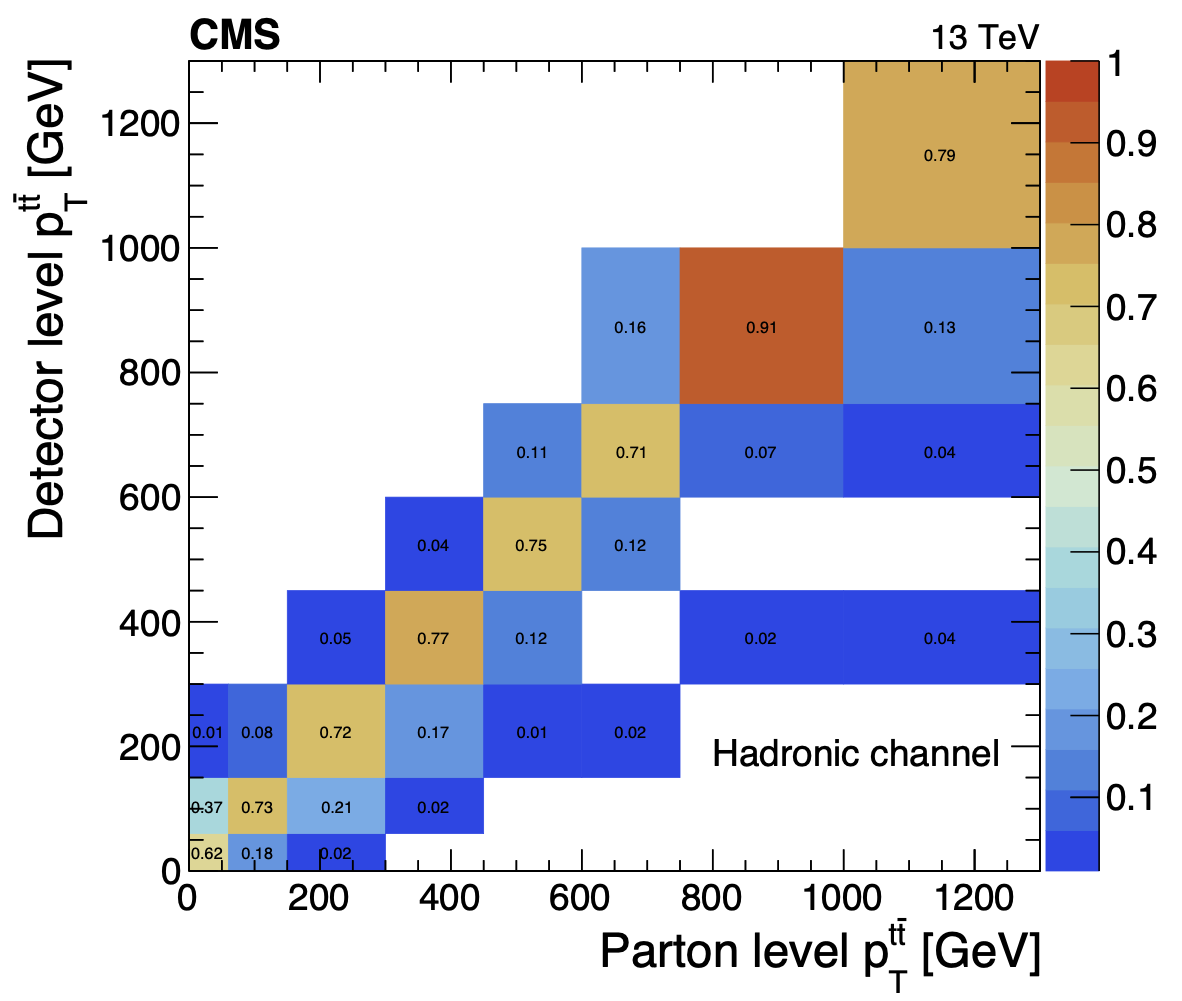 CMS 13 TeV
Detector level p_T^{tt̄} [GeV]
1200
1000
800
600
400
200
0
0.79
0.16 0.91 0.13
0.11 0.71 0.07 0.04
0.04 0.75 0.12
0.05 0.77 0.12 0.02 0.04
0.01 0.08 0.72 0.17 0.01 0.02
Hadronic channel
0.37 0.73 0.21 0.02
0.62 0.18 0.02
0 200 400 600 800 1000 1200
Parton level p_T^{tt̄} [GeV]
1
0.9
0.8
0.7
0.6
0.5
0.4
0.3
0.2
0.1